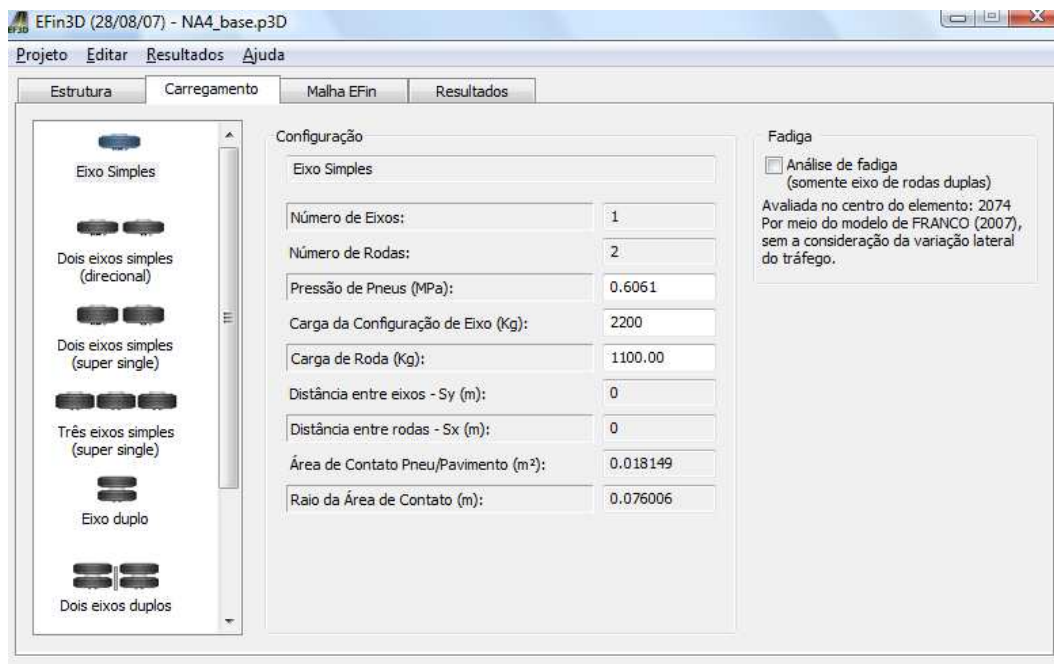 EF3D EFin3D (28/08/07) - NA4_base.p3D
Projeto Editar Resultados Ajuda
Estrutura Carregamento Malha EFin Resultados
Eixo Simples
Dois eixos simples
(direcional)
Dois eixos simples
(super single)
Três eixos simples
(super single)
Eixo duplo
Dois eixos duplos
Configuração
Eixo Simples
Número de Eixos: 1
Número de Rodas: 2
Pressão de Pneus (MPa): 0.6061
Carga da Configuração de Eixo (Kg): 2200
Carga de Roda (Kg): 1100.00
Distância entre eixos - Sy (m): 0
Distância entre rodas - Sx (m): 0
Área de Contato Pneu/Pavimento (m²): 0.018149
Raio da Área de Contato (m): 0.076006
Fadiga
Análise de fadiga
(somente eixo de rodas duplas)
Avaliada no centro do elemento: 2074
Por meio do modelo de FRANCO (2007),
sem a consideração da variação lateral
do tráfego.